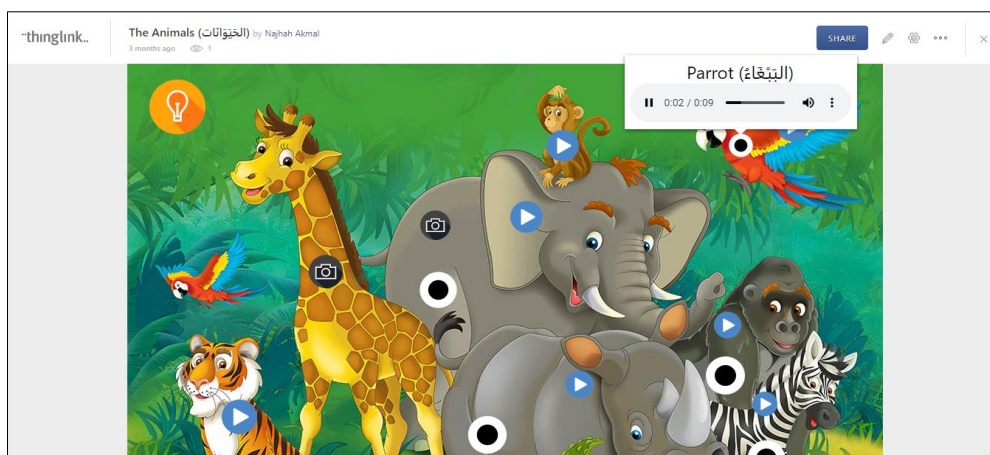 ··thıngLınk..
The Animals (الحَيَوَانَات) by Najhah Akmal
3 months ago 1
SHARE
Parrot (البَبْغَاءُ)
0:02 / 0:09